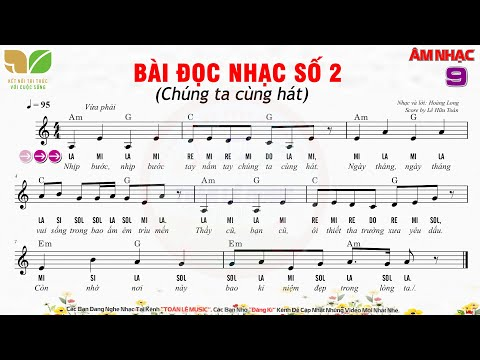 KẾT NỐI TRI THỨC
VỚI CUỘC SỐNG
BÀI ĐỌC NHẠC SỐ 2
(Chúng ta cùng hát)
ÂM NHẠC
9
= 95
Vừa phải
Nhạc và lời: Hoàng Long
Score by Lê Hữu Toàn
Am G C Am G
LA MI LA MI RE MI RE MI DO LA MI, MI LA MI LA MI
Nhịp bước, nhịp bước tay nắm tay chúng ta cùng hát. Ngày tháng, ngày tháng
4
C Am G C Am
LA SI SOL SOL LA SOL MI LA. LA MI LA MI RE MI RE DO RE MI SOL
vui sống trong bao ấm êm trìu mến Thầy cũ, bạn cũ, ôi thiết tha trường xưa yêu dấu.
7
Em G Em Am
MI SI LA SOL SOL LA MI SOL LA
Còn nhớ nơi này bao kỉ niệm đẹp trong lòng ta./.
Các Bạn Đang Nghe Nhạc Tại Kênh "TOÀN LÊ MUSIC". Các Bạn Nhớ "Đăng Kí" Kênh Để Cập Nhật Những Video Mới Nhất Nhé